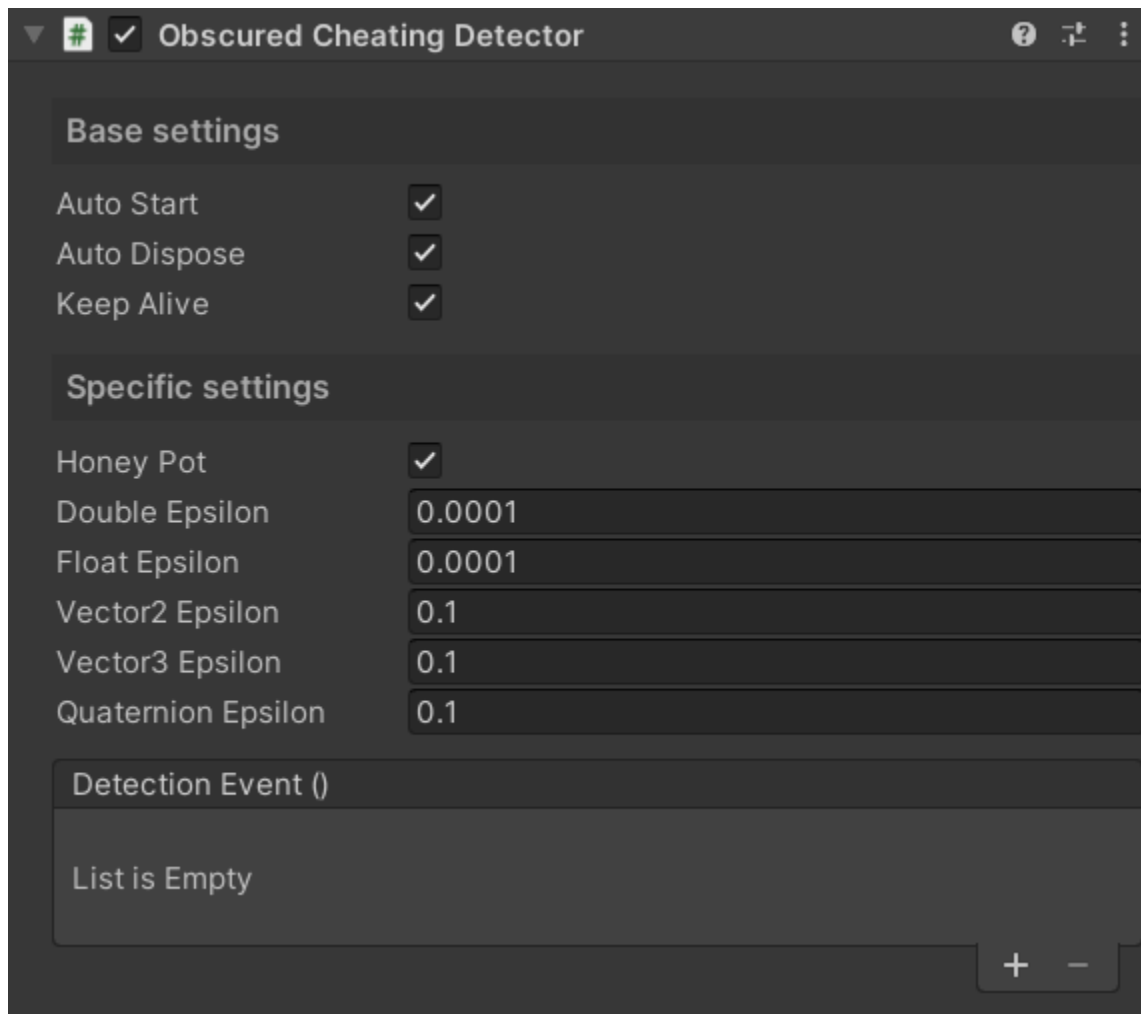 Obscured Cheating Detector
Base settings
Auto Start
Auto Dispose
Keep Alive
Specific settings
Honey Pot
Double Epsilon 0.0001
Float Epsilon 0.0001
Vector2 Epsilon 0.1
Vector3 Epsilon 0.1
Quaternion Epsilon 0.1
Detection Event ()
List is Empty